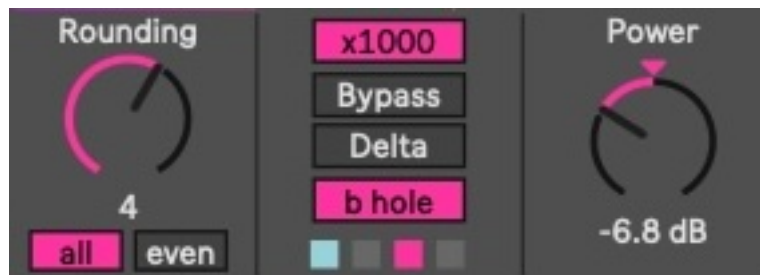 Rounding
4
all even
x1000
Bypass
Delta
b hole
Power
-6.8 dB